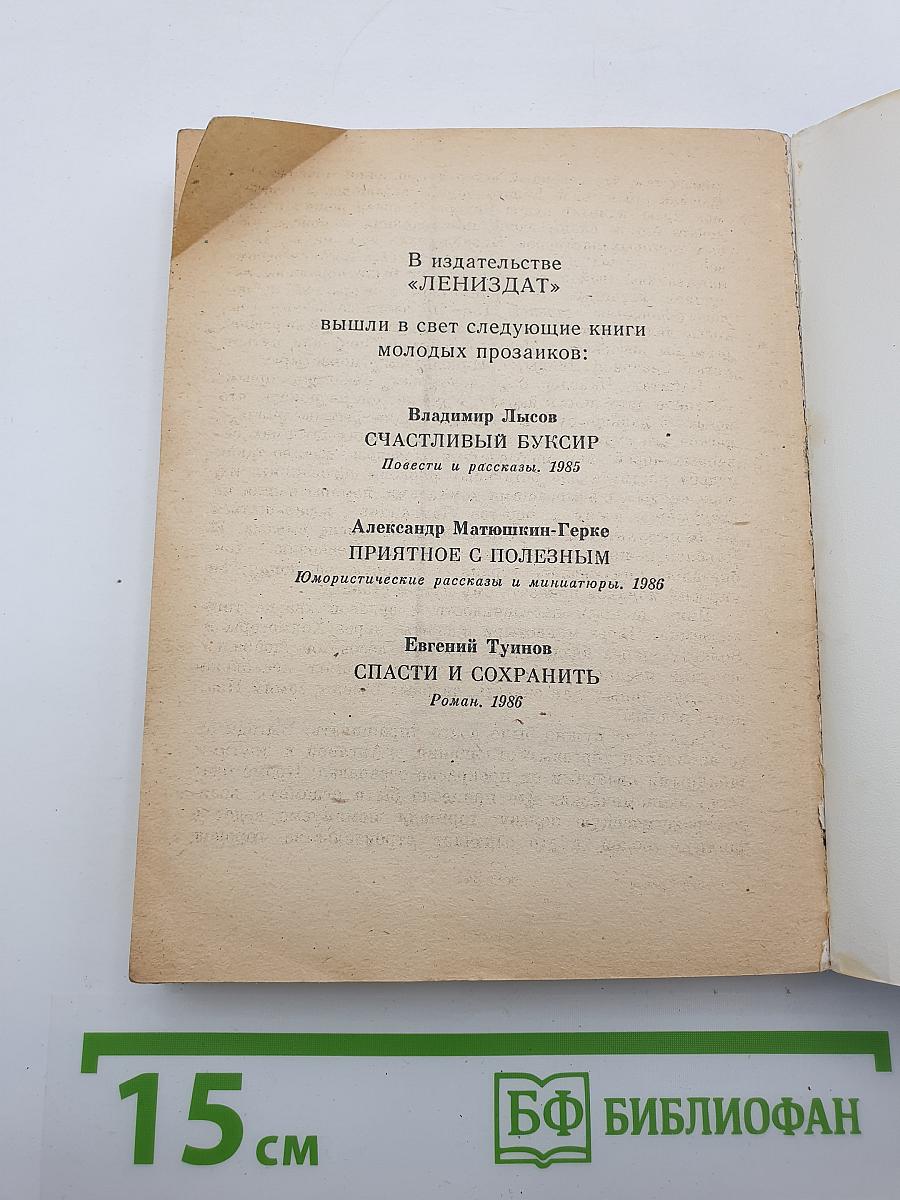 В издательстве
«ЛЕНИЗДАТ»
вышли в свет следующие книги
молодых прозаиков:
Владимир Лысов
СЧАСТЛИВЫЙ БУКСИР
Повести и рассказы. 1985
Александр Матюшкин-Герке
ПРИЯТНОЕ С ПОЛЕЗНЫМ
Юмористические рассказы и миниатюры. 1986
Евгений Туинов
СПАСТИ И СОХРАНИТЬ
Роман. 1986
15 см
БФ БИБЛИОФАН